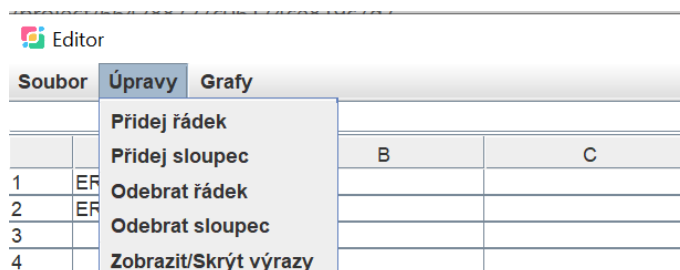 Editor
Soubor Úpravy Grafy
Přidej řádek
Přidej sloupec
Odebrat řádek
Odebrat sloupec
Zobrazit/Skrýt výrazy
B C
1 ER
2 ER
3
4